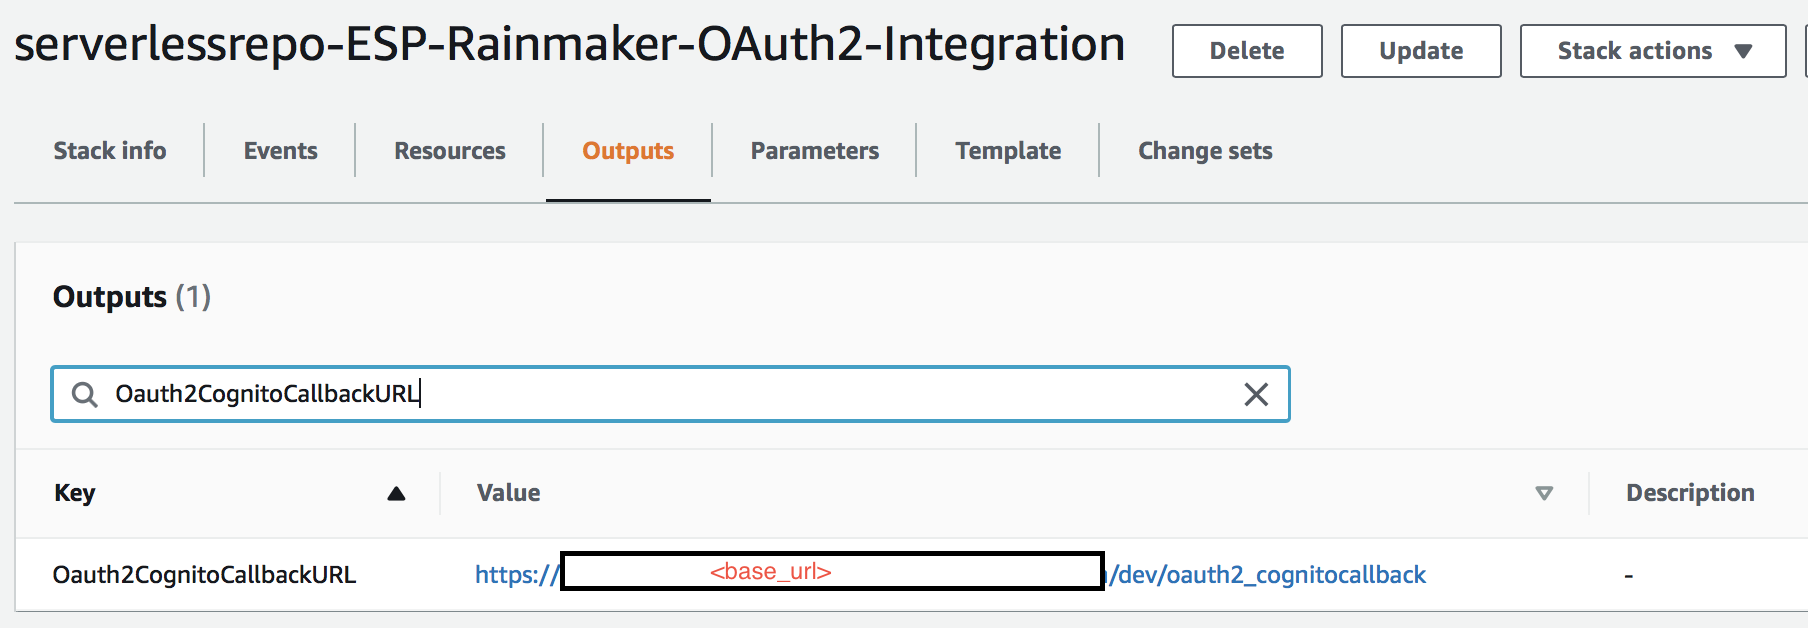 serverlessrepo-ESP-Rainmaker-OAuth2-Integration
Delete
Update
Stack actions
Stack info
Events
Resources
Outputs
Parameters
Template
Change sets
Outputs (1)
Oauth2CognitoCallbackURL
Key
Value
Description
Oauth2CognitoCallbackURL
https://<base_url>/dev/oauth2_cognitocallback
-